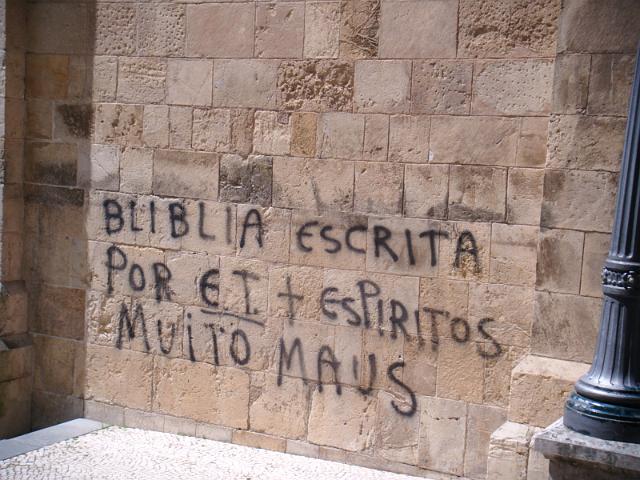 BLIBLIA ESCRITA
POR E.T. + ESPIRITOS
MUITO MAUS